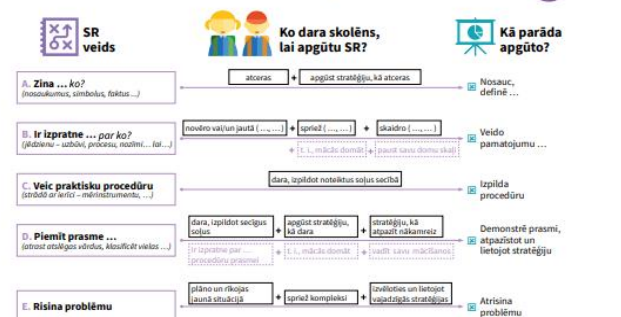 SR
veids
Ko dara skolēns,
lai apgūtu SR?
Kā parāda
apgūto?
A. Zina ... ko?
(nosaukumus, simbolus, faktus ...)
atceras + apgūst stratēģiju, kā atceras
Nosauc,
definē ...
B. Ir izpratne ... par ko?
(jēdzienu – uzbūvi, procesu, nozīmi... lai...)
novēro vai/un jautā (..., ...) + spriež (..., ...) + skaidro (..., ...)
+ t. i., mācās domāt + paust savu domu skaļi
Veido
pamatojumu ...
C. Veic praktisku procedūru
(strādā ar ierīci – mērinstrumentu, ...)
dara, izpildot noteiktus soļus secībā
Izpilda
procedūru
D. Piemīt prasme ...
(atrast atslēgas vārdus, klasificēt vielas ...)
dara, izpildot secīgus
soļus
+ apgūst stratēģiju,
kā dara
+ stratēģiju, kā
atpazīt nākamreiz
Ir izpratne par ...
procedūru prasmei
+ t. i., mācās domāt + vadīt savu mācīšanos
Demonstrē prasmi,
atpazīstot un
lietojot stratēģiju
E. Risina problēmu
plāno un rīkojas
jaunā situācijā
+ spriež kompleksi +
izvēloties un lietojot
vajadzīgās stratēģijas
Atrisina
problēmu